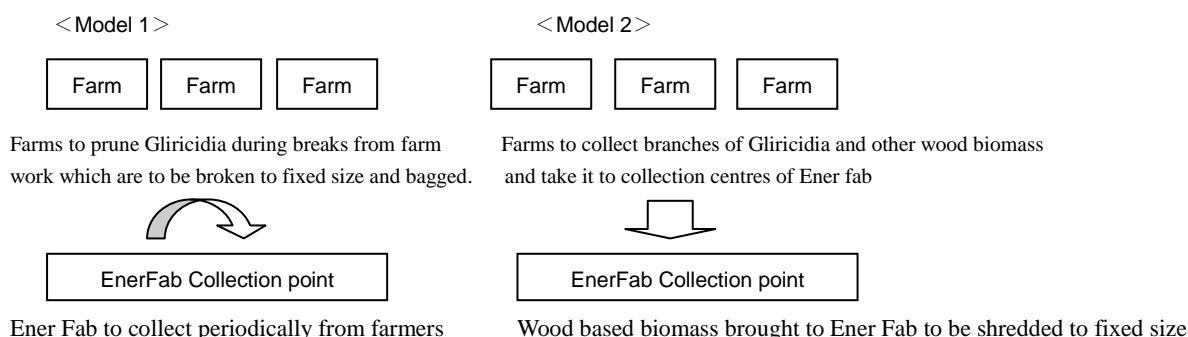 ＜Model 1＞
Farm Farm Farm
Farms to prune Gliricidia during breaks from farm
work which are to be broken to fixed size and bagged.
EnerFab Collection point
Ener Fab to collect periodically from farmers
＜Model 2＞
Farm Farm Farm
Farms to collect branches of Gliricidia and other wood biomass
and take it to collection centres of Ener fab
EnerFab Collection point
Wood based biomass brought to Ener Fab to be shredded to fixed size